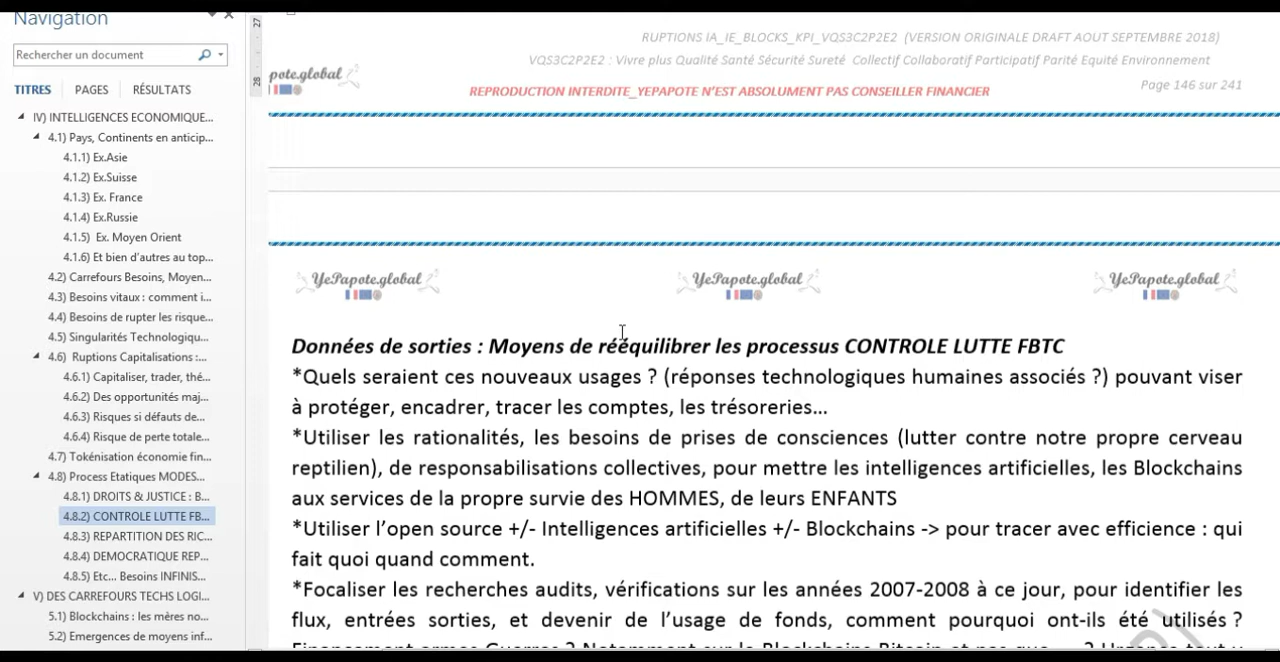 Navigation
Rechercher un document
TITRES PAGES RÉSULTATS
IV) INTELLIGENCES ECONOMIQUE...
4.1) Pays, Continents en anticip...
4.1.1) Ex.Asie
4.1.2) Ex.Suisse
4.1.3) Ex. France
4.1.4) Ex.Russie
4.1.5) Ex. Moyen Orient
4.1.6) Et bien d'autres au top...
4.2) Carrefours Besoins, Moyen...
4.3) Besoins vitaux : comment i...
4.4) Besoins de rupter les risque...
4.5) Singularités Technologiqu...
4.6) Ruptions Capitalisations :...
4.6.1) Capitaliser, trader, thé...
4.6.2) Des opportunités maj...
4.6.3) Risques si défauts de...
4.6.4) Risque de perte totale...
4.7) Tokénisation économie fin...
4.8) Process Etatiques MODES...
4.8.1) DROITS & JUSTICE : B...
4.8.2) CONTROLE LUTTE FB...
4.8.3) REPARTITION DES RIC...
4.8.4) DEMOCRATIQUE REP...
4.8.5) Etc... Besoins INFINIS...
V) DES CARREFOURS TECHS LOGI...
5.1) Blockchains : les mères no...
5.2) Emergences de moyens inf...
27
28
RUPTIONS IA_IE_BLOCKS_KPI_VQS3C2P2E2 (VERSION ORIGINALE DRAFT AOUT SEPTEMBRE 2018)
VQS3C2P2E2 : Vivre plus Qualité Santé Sécurité Sureté Collectif Collaboratif Participatif Parité Equité Environnement
pote.global
REPRODUCTION INTERDITE_YEPAPOTE N'EST ABSOLUMENT PAS CONSEILLER FINANCIER
Page 146 sur 241
YePapote.global YePapote.global YePapote.global
Données de sorties : Moyens de rééquilibrer les processus CONTROLE LUTTE FBTC
*Quels seraient ces nouveaux usages ? (réponses technologiques humaines associés ?) pouvant viser
à protéger, encadrer, tracer les comptes, les trésoreries...
*Utiliser les rationalités, les besoins de prises de consciences (lutter contre notre propre cerveau
reptilien), de responsabilisations collectives, pour mettre les intelligences artificielles, les Blockchains
aux services de la propre survie des HOMMES, de leurs ENFANTS
*Utiliser l'open source +/- Intelligences artificielles +/- Blockchains -> pour tracer avec efficience : qui
fait quoi quand comment.
*Focaliser les recherches audits, vérifications sur les années 2007-2008 à ce jour, pour identifier les
flux, entrées sorties, et devenir de l'usage de fonds, comment pourquoi ont-ils été utilisés ?
Financement armes Guerres ? Notamment sur le Blockchains Bitcoin et